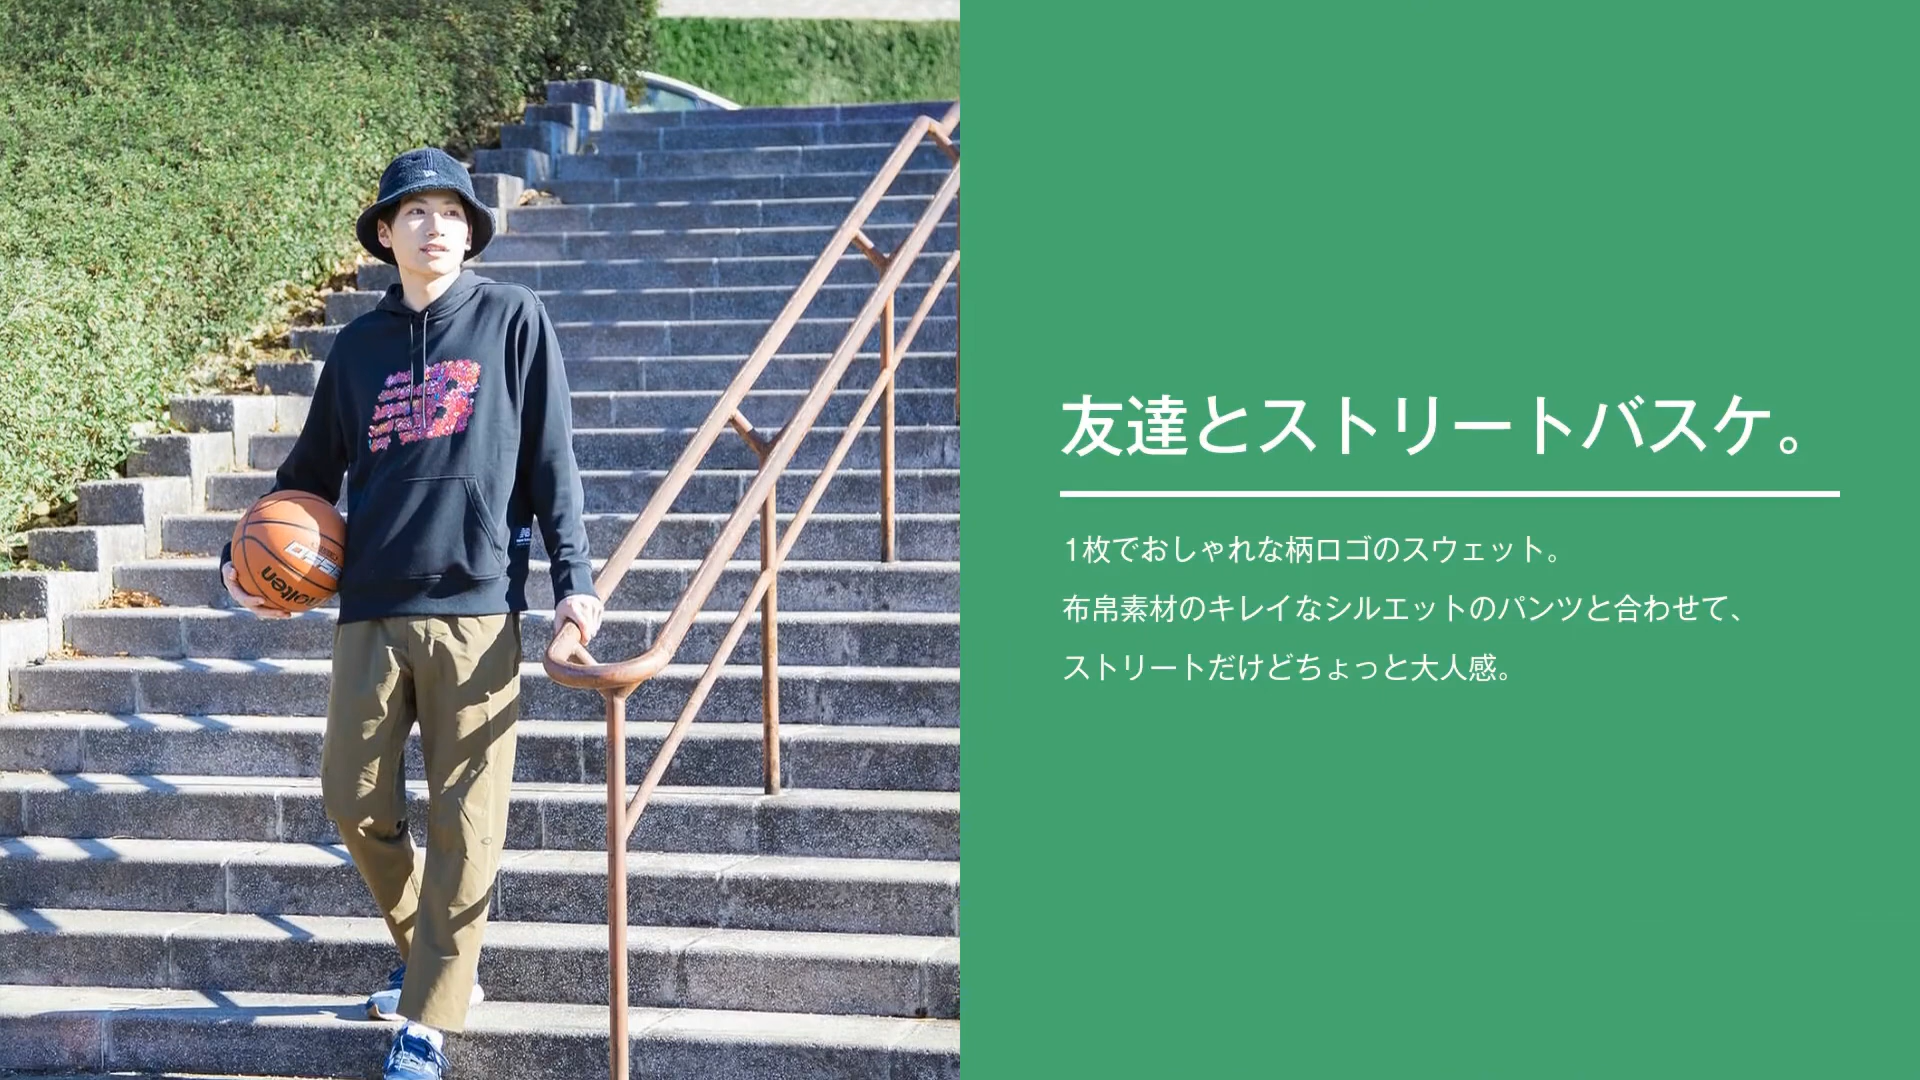 友達とストリートバスケ。
1枚でおしゃれな柄ロゴのスウェット。
布帛素材のキレイなシルエットのパンツと合わせて、
ストリートだけどちょっと大人感。
molten